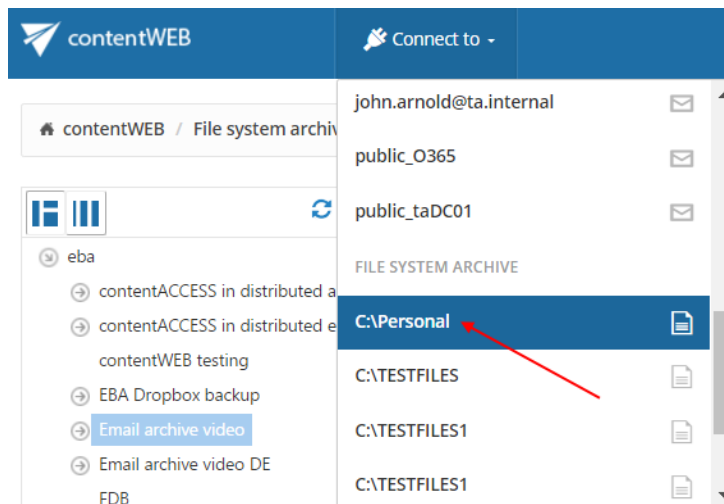 contentWEB
Connect to
contentWEB / File system archiv
eba
contentACCESS in distributed a
contentACCESS in distributed e
contentWEB testing
EBA Dropbox backup
Email archive video
Email archive video DE
FDB
john.arnold@ta.internal
public_O365
public_taDC01
FILE SYSTEM ARCHIVE
C:\Personal
C:\TESTFILES
C:\TESTFILES1
C:\TESTFILES1